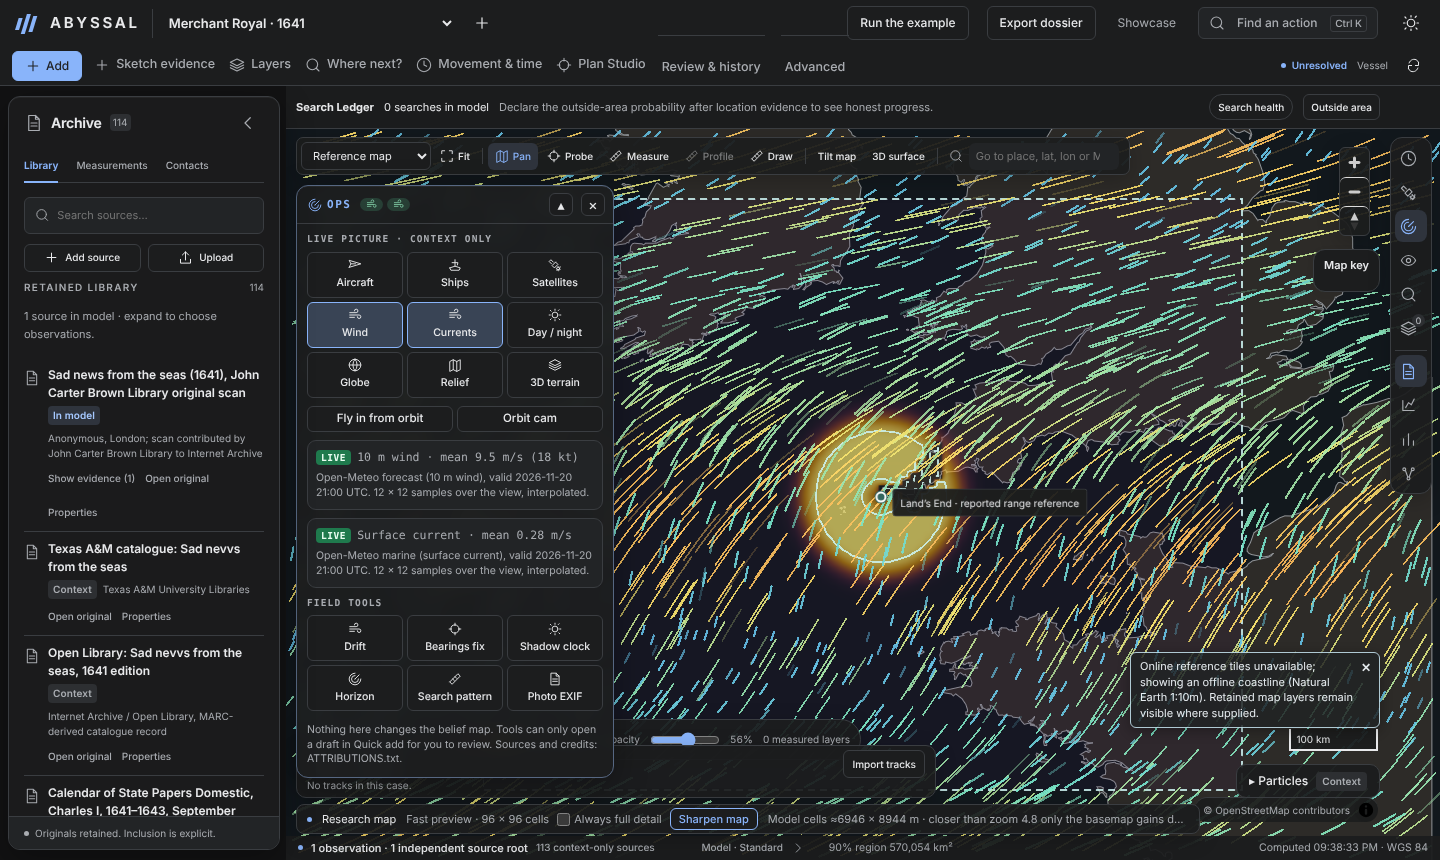 ABYSSAL
Merchant Royal · 1641
Run the example
Export dossier
Showcase
Find an action
Ctrl K
Add
Sketch evidence
Layers
Where next?
Movement & time
Plan Studio
Review & history
Advanced
Unresolved
Vessel
Archive
114
Library
Measurements
Contacts
Search sources...
Add source
Upload
RETAINED LIBRARY
114
1 source in model · expand to choose
observations.
Sad news from the seas (1641), John
Carter Brown Library original scan
In model
Anonymous, London; scan contributed by
John Carter Brown Library to Internet Archive
Show evidence (1)
Open original
Properties
Texas A&M catalogue: Sad nevvs
from the seas
Context
Texas A&M University Libraries
Open original
Properties
Open Library: Sad nevvs from the
seas, 1641 edition
Context
Internet Archive / Open Library, MARC-
derived catalogue record
Open original
Properties
Calendar of State Papers Domestic,
Charles I, 1641–1643, September
Originals retained. Inclusion is explicit.
Search Ledger
0 searches in model
Declare the outside-area probability after location evidence to see honest progress.
Search health
Outside area
Reference map
Fit
Pan
Probe
Measure
Profile
Draw
Tilt map
3D surface
Go to place, lat, lon or M
OPS
LIVE PICTURE · CONTEXT ONLY
Aircraft
Ships
Satellites
Wind
Currents
Day / night
Globe
Relief
3D terrain
Fly in from orbit
Orbit cam
LIVE
10 m wind · mean 9.5 m/s (18 kt)
Open-Meteo forecast (10 m wind), valid 2026-11-20
21:00 UTC. 12 × 12 samples over the view, interpolated.
LIVE
Surface current · mean 0.28 m/s
Open-Meteo marine (surface current), valid 2026-11-20
21:00 UTC. 12 × 12 samples over the view, interpolated.
FIELD TOOLS
Drift
Bearings fix
Shadow clock
Horizon
Search pattern
Photo EXIF
Nothing here changes the belief map. Tools can only open
a draft in Quick add for you to review. Sources and credits:
ATTRIBUTIONS.txt.
No tracks in this case.
Map key
0
Land's End · reported range reference
Online reference tiles unavailable;
showing an offline coastline (Natural
Earth 1:10m). Retained map layers remain
visible where supplied.
100 km
pacity
56%
0 measured layers
Import tracks
Particles
Context
© OpenStreetMap contributors
Research map
Fast preview · 96 × 96 cells
Always full detail
Sharpen map
Model cells ≈6946 × 8944 m · closer than zoom 4.8 only the basemap gains d...
1 observation · 1 independent source root
113 context-only sources
Model · Standard
90% region 570,054 km²
Computed 09:38:33 PM · WGS 84